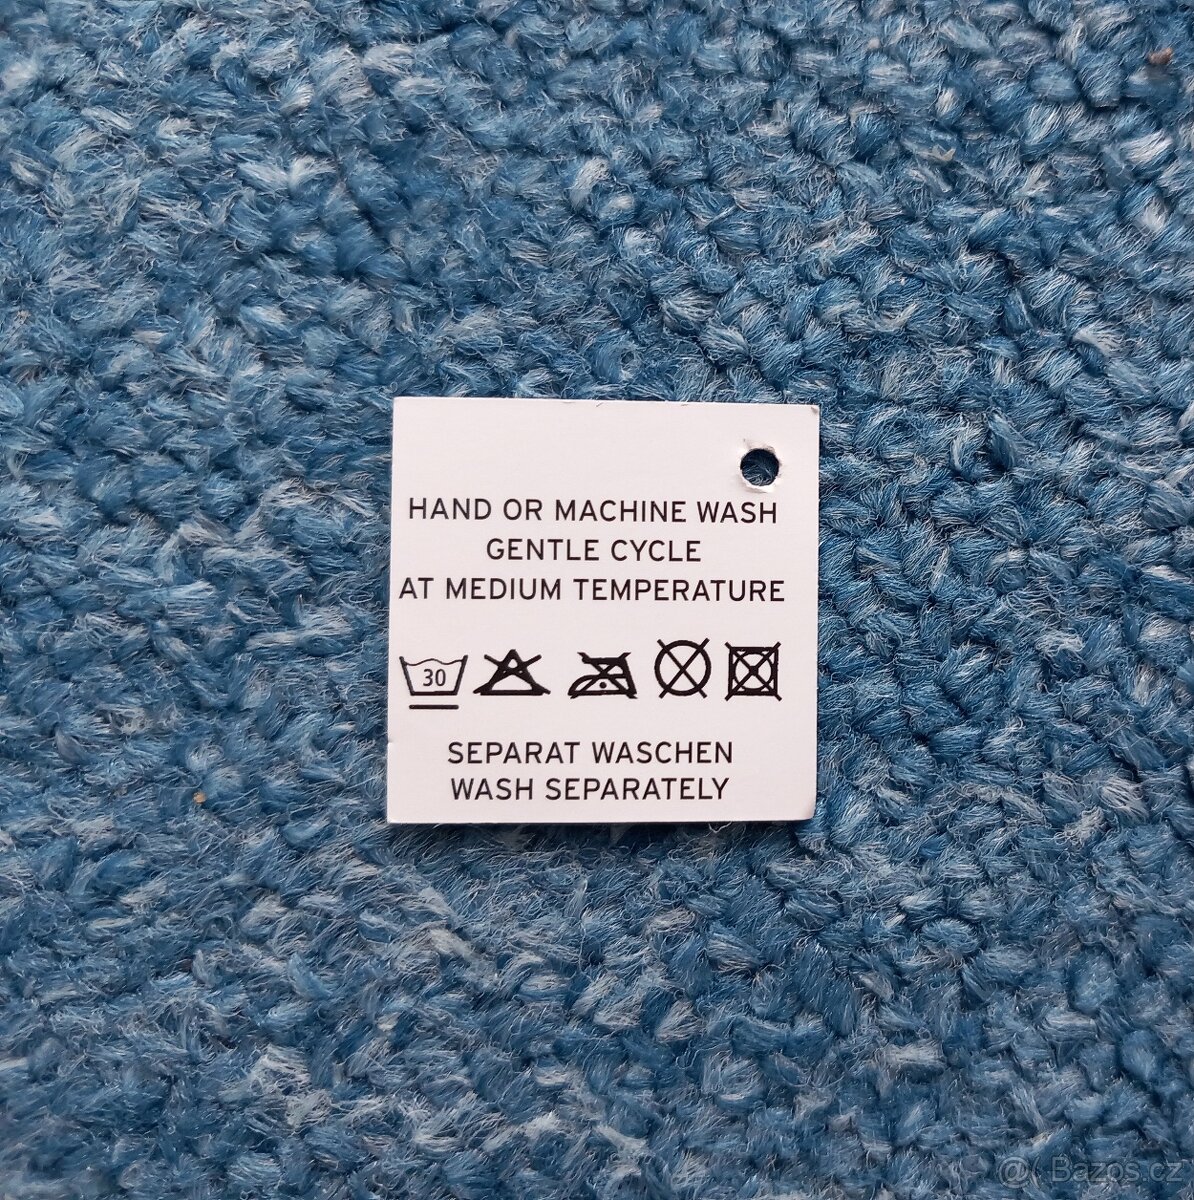 HAND OR MACHINE WASH
GENTLE CYCLE
AT MEDIUM TEMPERATURE
30
SEPARAT WASCHEN
WASH SEPARATELY
@ Bazos.cz